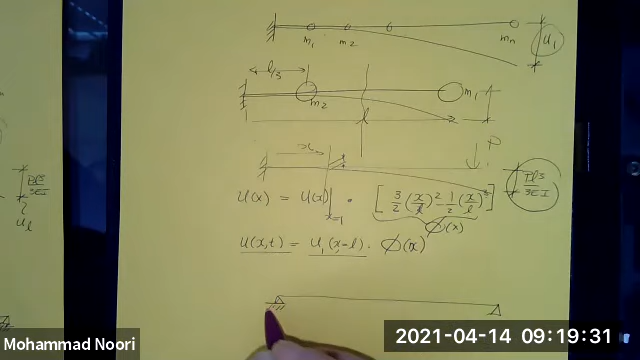 m1 m2 mn u1
l/3
m2 l m1
x P
Pl³/3EI
u_l
Pl³/3EI
u(x) = u(x)| · [3/2 (x/l)² - 1/2 (x/l)³]
ϕ(x)
u(x,t) = u1(x-l) · ϕ(x)
Mohammad Noori
2021-04-14 09:19:31